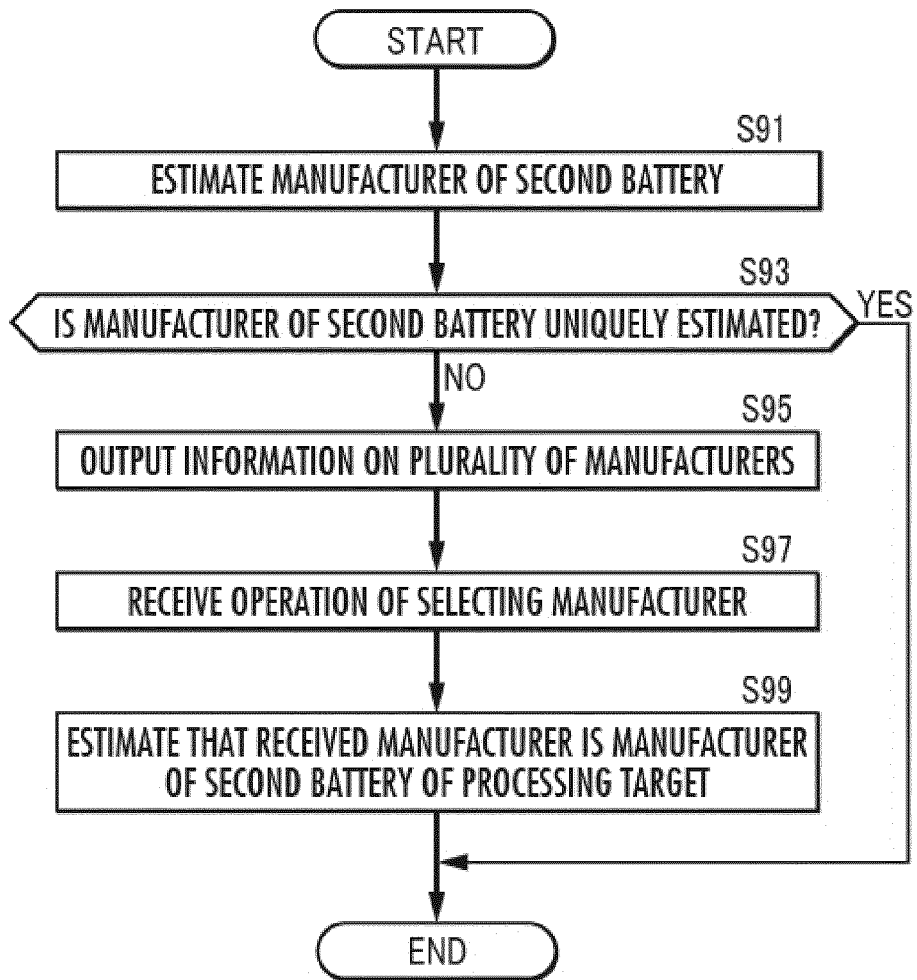 START
S91
ESTIMATE MANUFACTURER OF SECOND BATTERY
S93
IS MANUFACTURER OF SECOND BATTERY UNIQUELY ESTIMATED?
YES
NO
S95
OUTPUT INFORMATION ON PLURALITY OF MANUFACTURERS
S97
RECEIVE OPERATION OF SELECTING MANUFACTURER
S99
ESTIMATE THAT RECEIVED MANUFACTURER IS MANUFACTURER
OF SECOND BATTERY OF PROCESSING TARGET
END